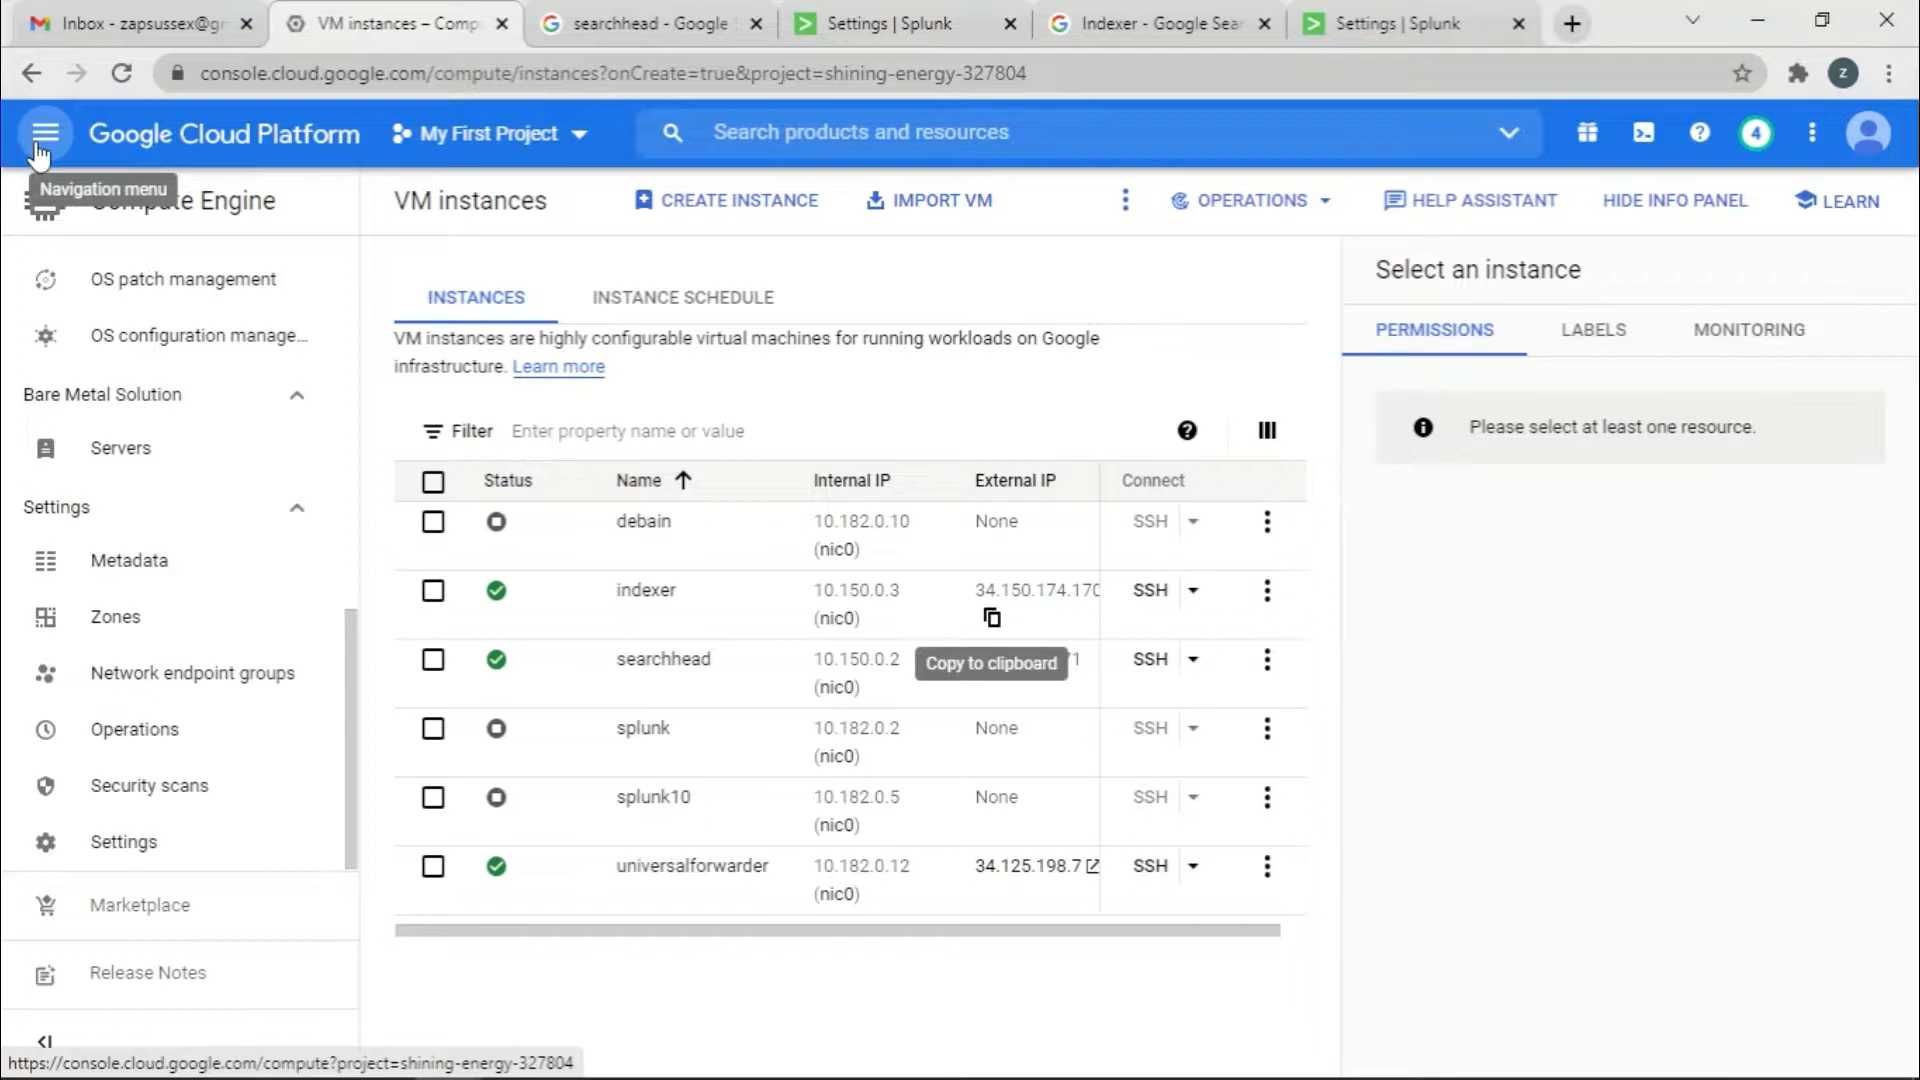 Inbox - zapsussex@g
VM instances – Comp
searchhead - Google
Settings | Splunk
Indexer - Google Sear
Settings | Splunk
console.cloud.google.com/compute/instances?onCreate=true&project=shining-energy-327804
z
Google Cloud Platform
My First Project
Search products and resources
4
Navigation menu
Engine
VM instances
CREATE INSTANCE
IMPORT VM
OPERATIONS
HELP ASSISTANT
HIDE INFO PANEL
LEARN
OS patch management
OS configuration manage...
Bare Metal Solution
Servers
Settings
Metadata
Zones
Network endpoint groups
Operations
Security scans
Settings
Marketplace
Release Notes
INSTANCES
INSTANCE SCHEDULE
VM instances are highly configurable virtual machines for running workloads on Google
infrastructure. Learn more
Filter Enter property name or value
Status Name Internal IP External IP Connect
debain 10.182.0.10 None SSH
(nic0)
indexer 10.150.0.3 34.150.174.170 SSH
(nic0)
searchhead 10.150.0.2 SSH
(nic0)
Copy to clipboard
splunk 10.182.0.2 None SSH
(nic0)
splunk10 10.182.0.5 None SSH
(nic0)
universalforwarder 10.182.0.12 34.125.198.7 SSH
(nic0)
Select an instance
PERMISSIONS
LABELS
MONITORING
Please select at least one resource.
https://console.cloud.google.com/compute?project=shining-energy-327804